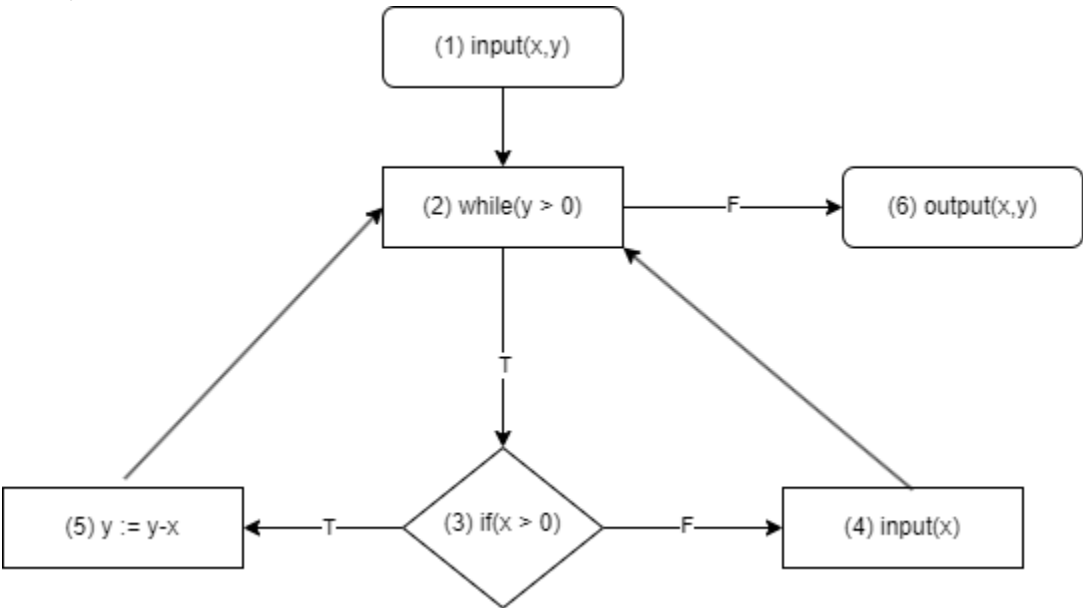 (1) input(x,y)
(2) while(y > 0)
F
(6) output(x,y)
T
(5) y := y-x
T
(3) if(x > 0)
F
(4) input(x)